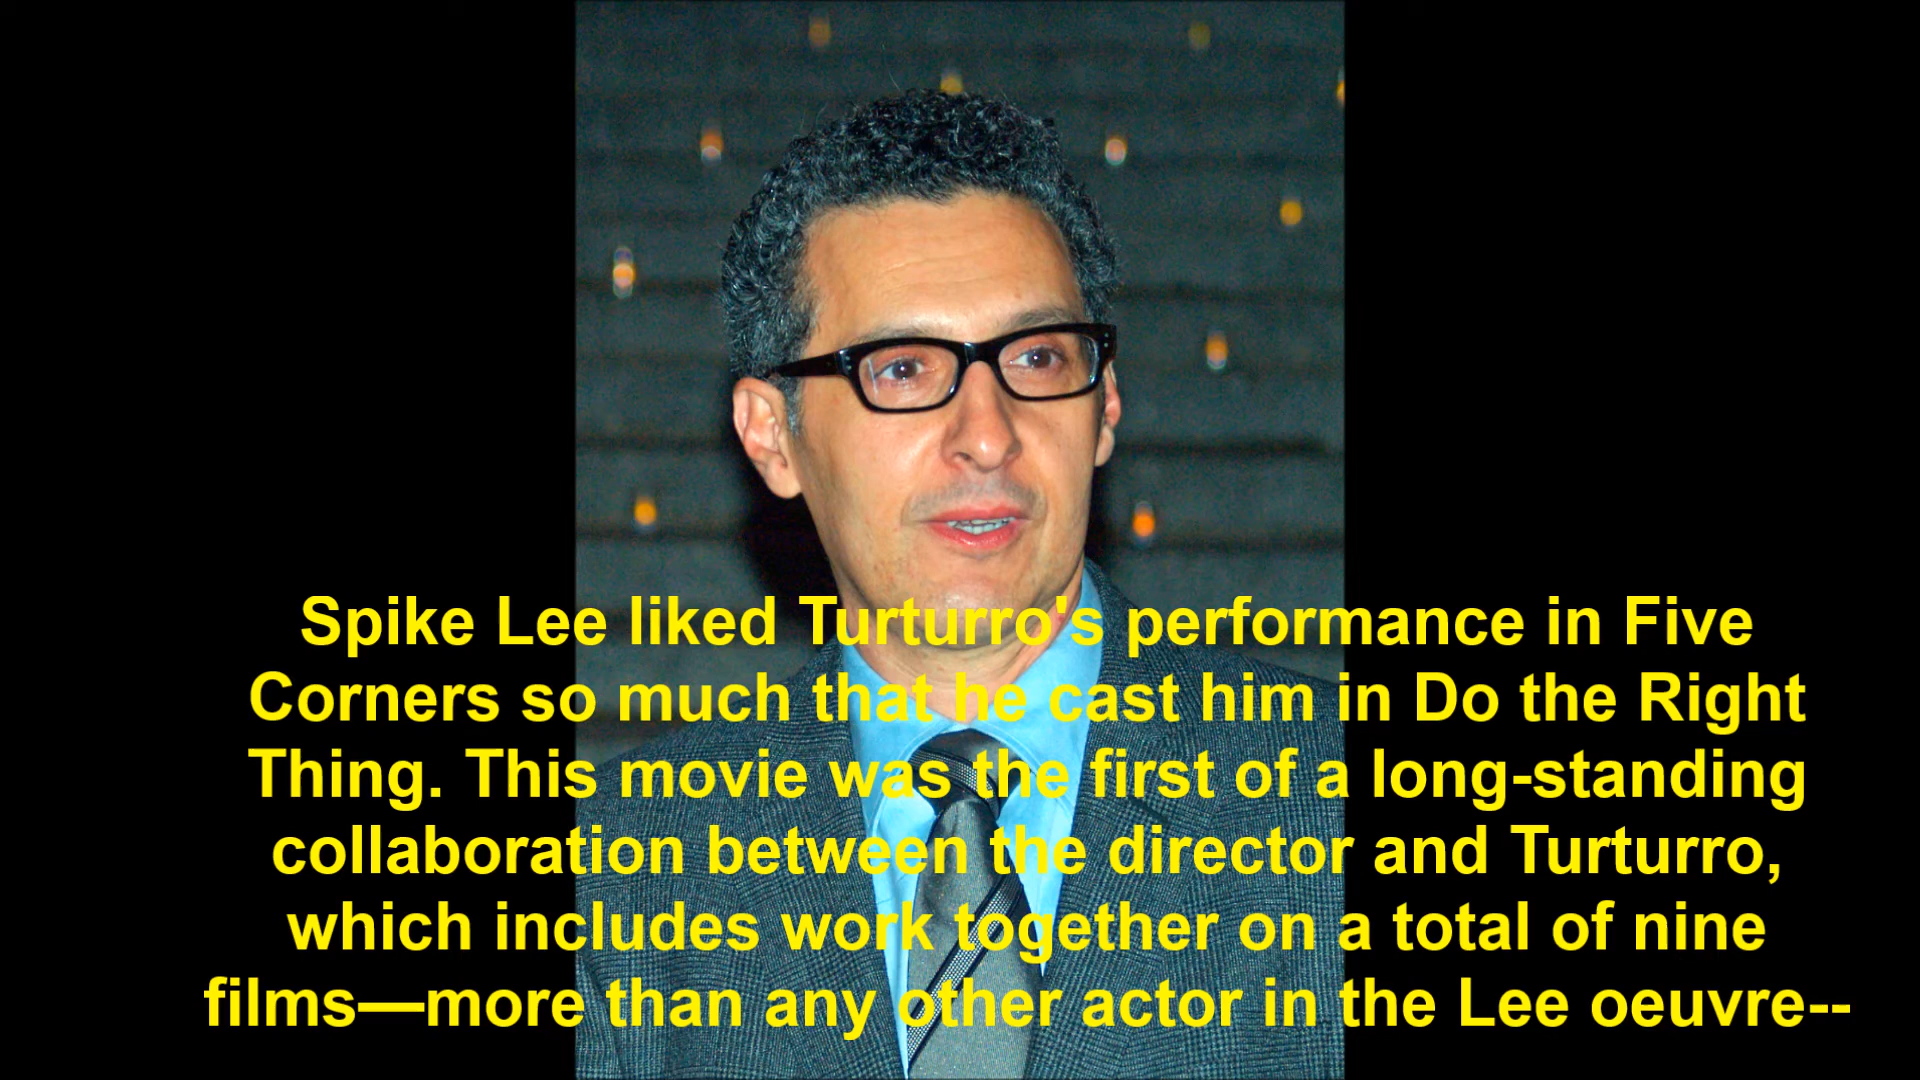 Spike Lee liked Turturro's performance in Five
Corners so much that he cast him in Do the Right
Thing. This movie was the first of a long-standing
collaboration between the director and Turturro,
which includes work together on a total of nine
films—more than any other actor in the Lee oeuvre--